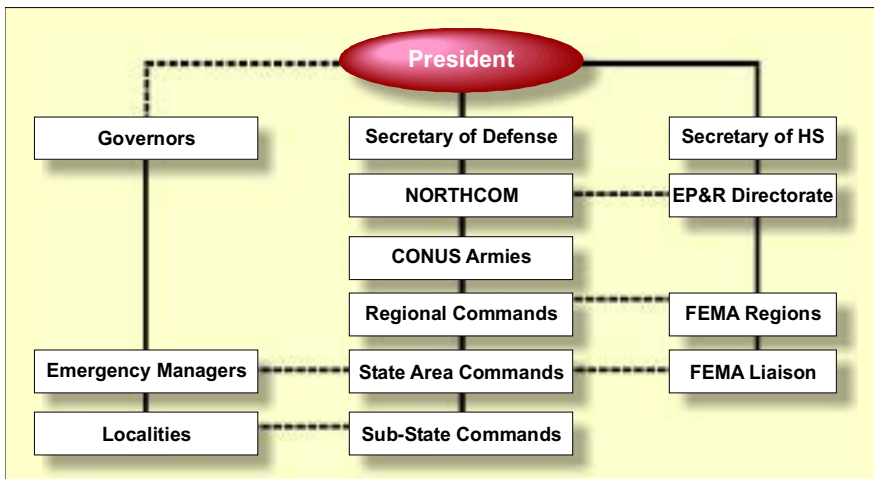 President
Governors
Secretary of Defense
Secretary of HS
NORTHCOM
EP&R Directorate
CONUS Armies
Regional Commands
FEMA Regions
Emergency Managers
State Area Commands
FEMA Liaison
Localities
Sub-State Commands